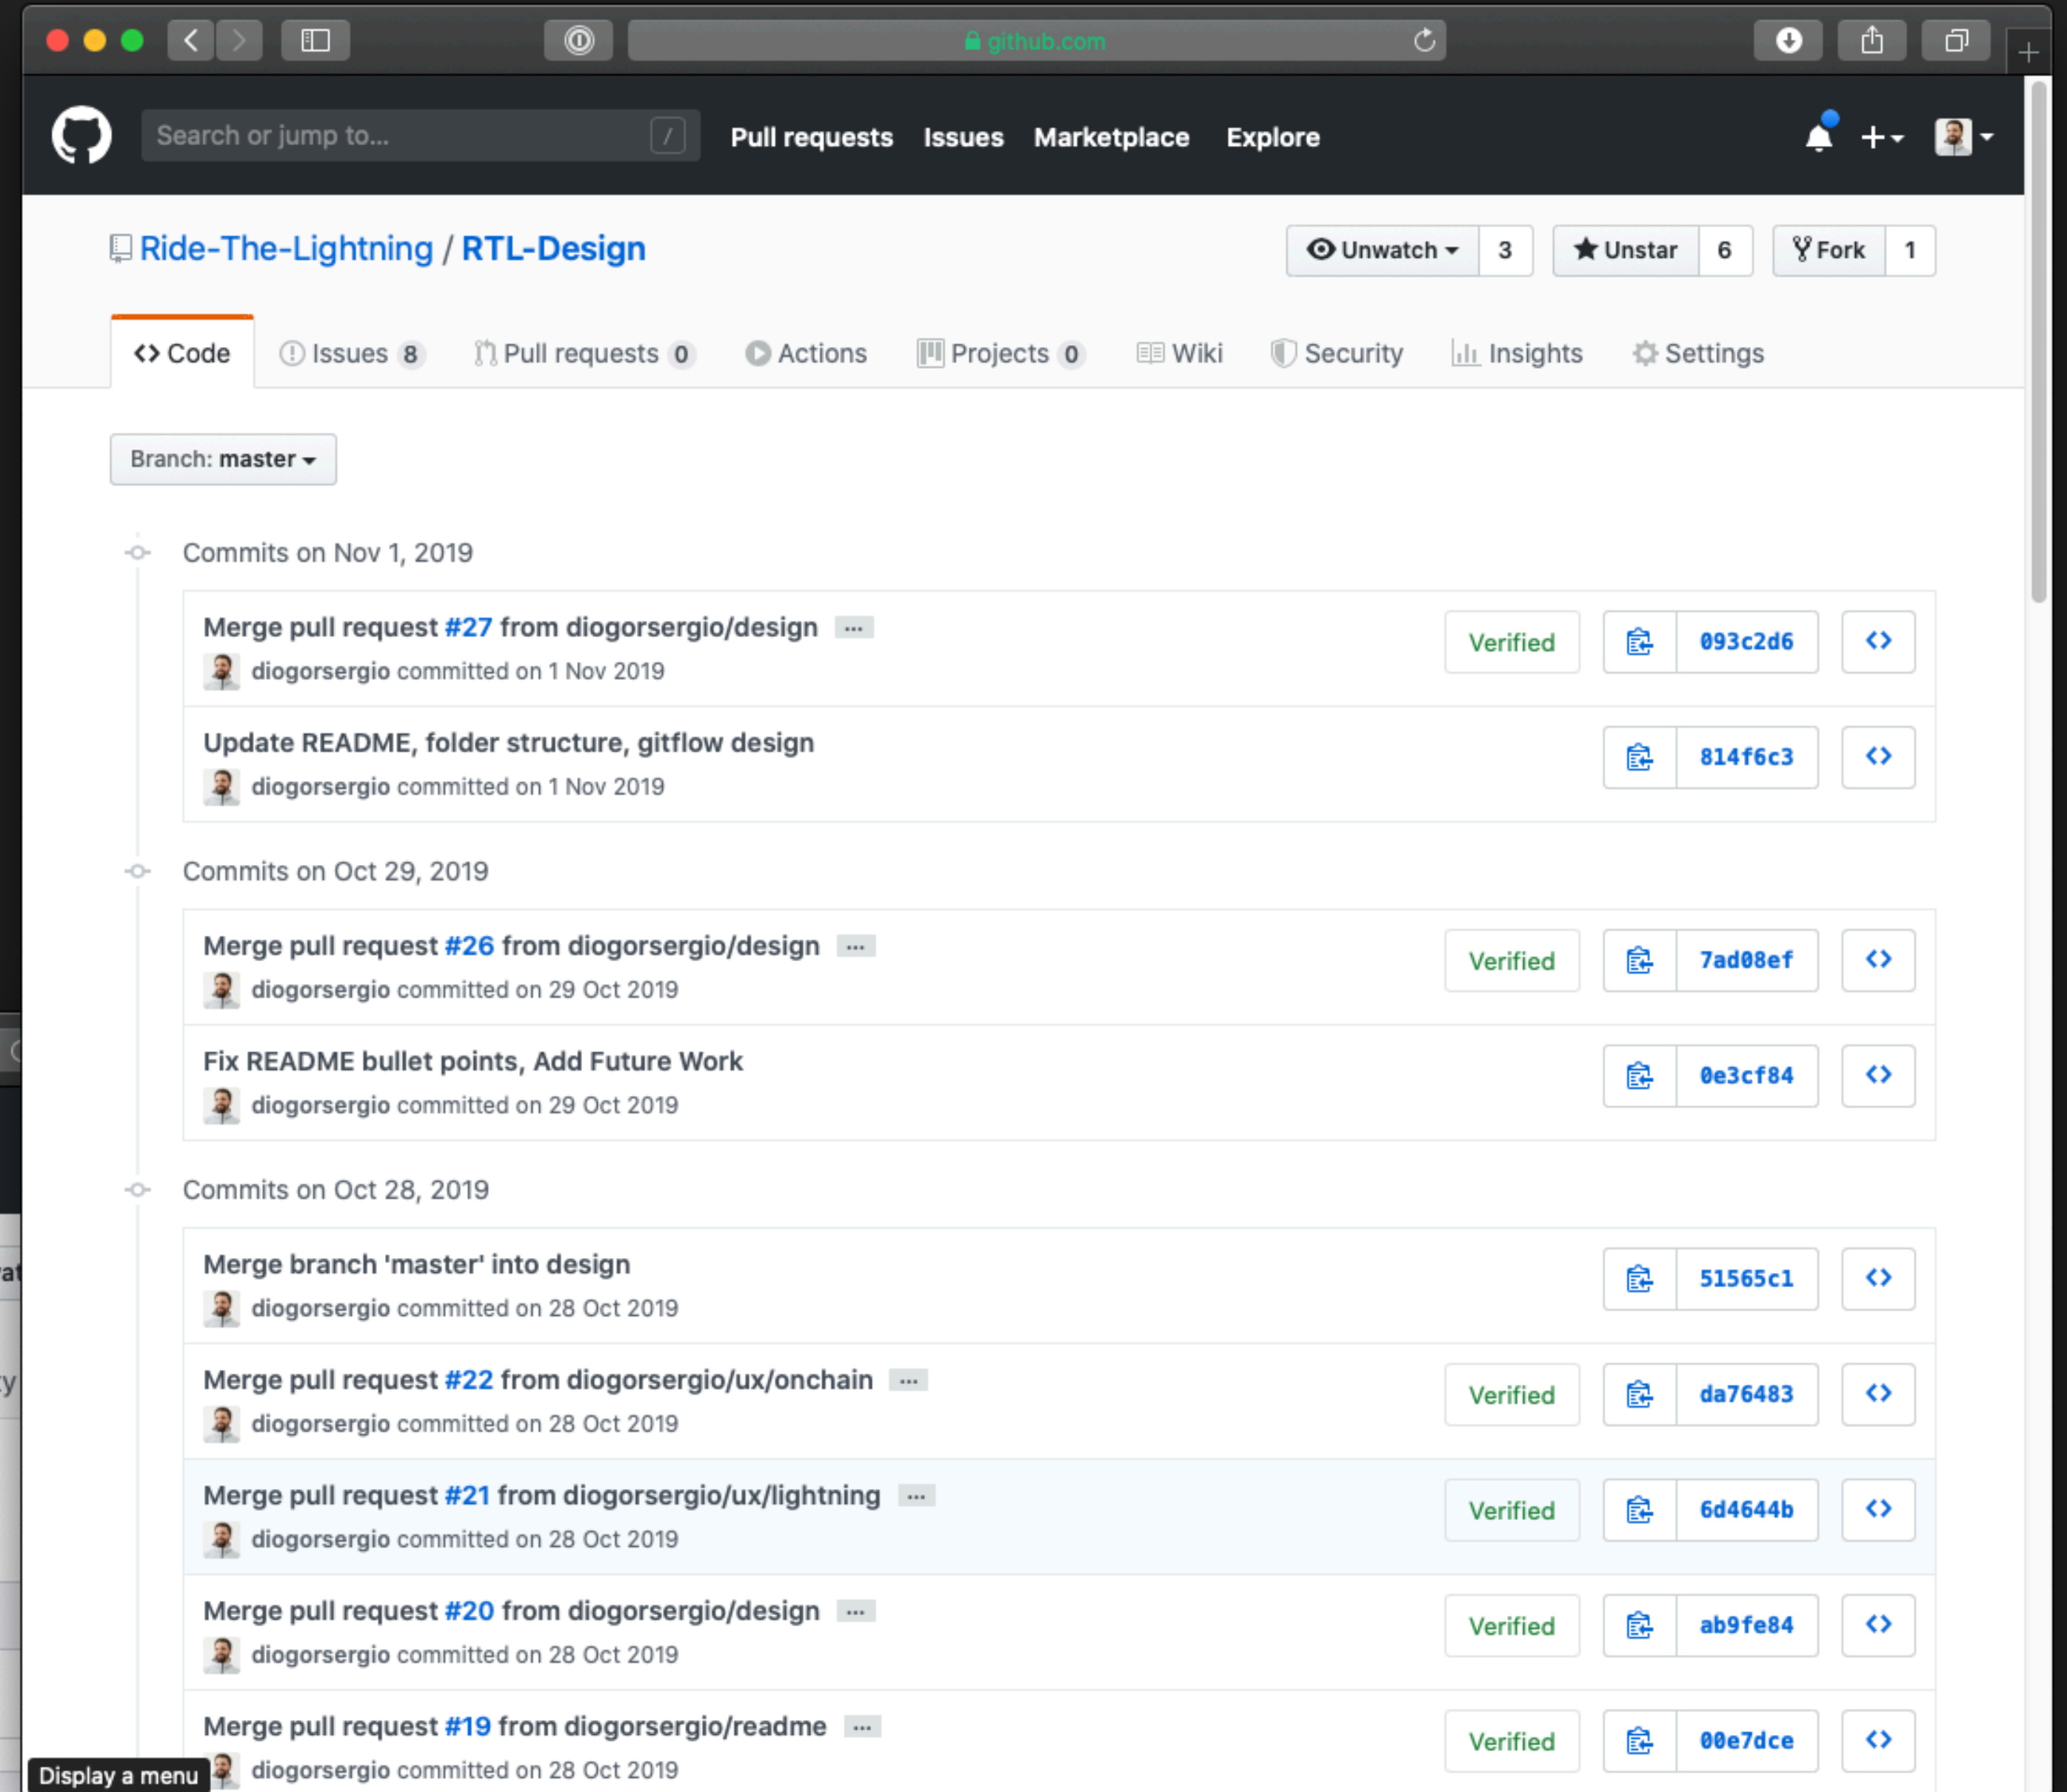 github.com
Search or jump to... /
Pull requests Issues Marketplace Explore
Ride-The-Lightning / RTL-Design
Unwatch 3 Unstar 6 Fork 1
Code Issues 8 Pull requests 0 Actions Projects 0 Wiki Security Insights Settings
Branch: master
Commits on Nov 1, 2019
Merge pull request #27 from diogorsergio/design ...
Verified 093c2d6
diogorsergio committed on 1 Nov 2019
Update README, folder structure, gitflow design
814f6c3
diogorsergio committed on 1 Nov 2019
Commits on Oct 29, 2019
Merge pull request #26 from diogorsergio/design ...
Verified 7ad08ef
diogorsergio committed on 29 Oct 2019
Fix README bullet points, Add Future Work
0e3cf84
diogorsergio committed on 29 Oct 2019
Commits on Oct 28, 2019
Merge branch 'master' into design
51565c1
diogorsergio committed on 28 Oct 2019
Merge pull request #22 from diogorsergio/ux/onchain ...
Verified da76483
diogorsergio committed on 28 Oct 2019
Merge pull request #21 from diogorsergio/ux/lightning ...
Verified 6d4644b
diogorsergio committed on 28 Oct 2019
Merge pull request #20 from diogorsergio/design ...
Verified ab9fe84
diogorsergio committed on 28 Oct 2019
Merge pull request #19 from diogorsergio/readme ...
Verified 00e7dce
diogorsergio committed on 28 Oct 2019
Display a menu